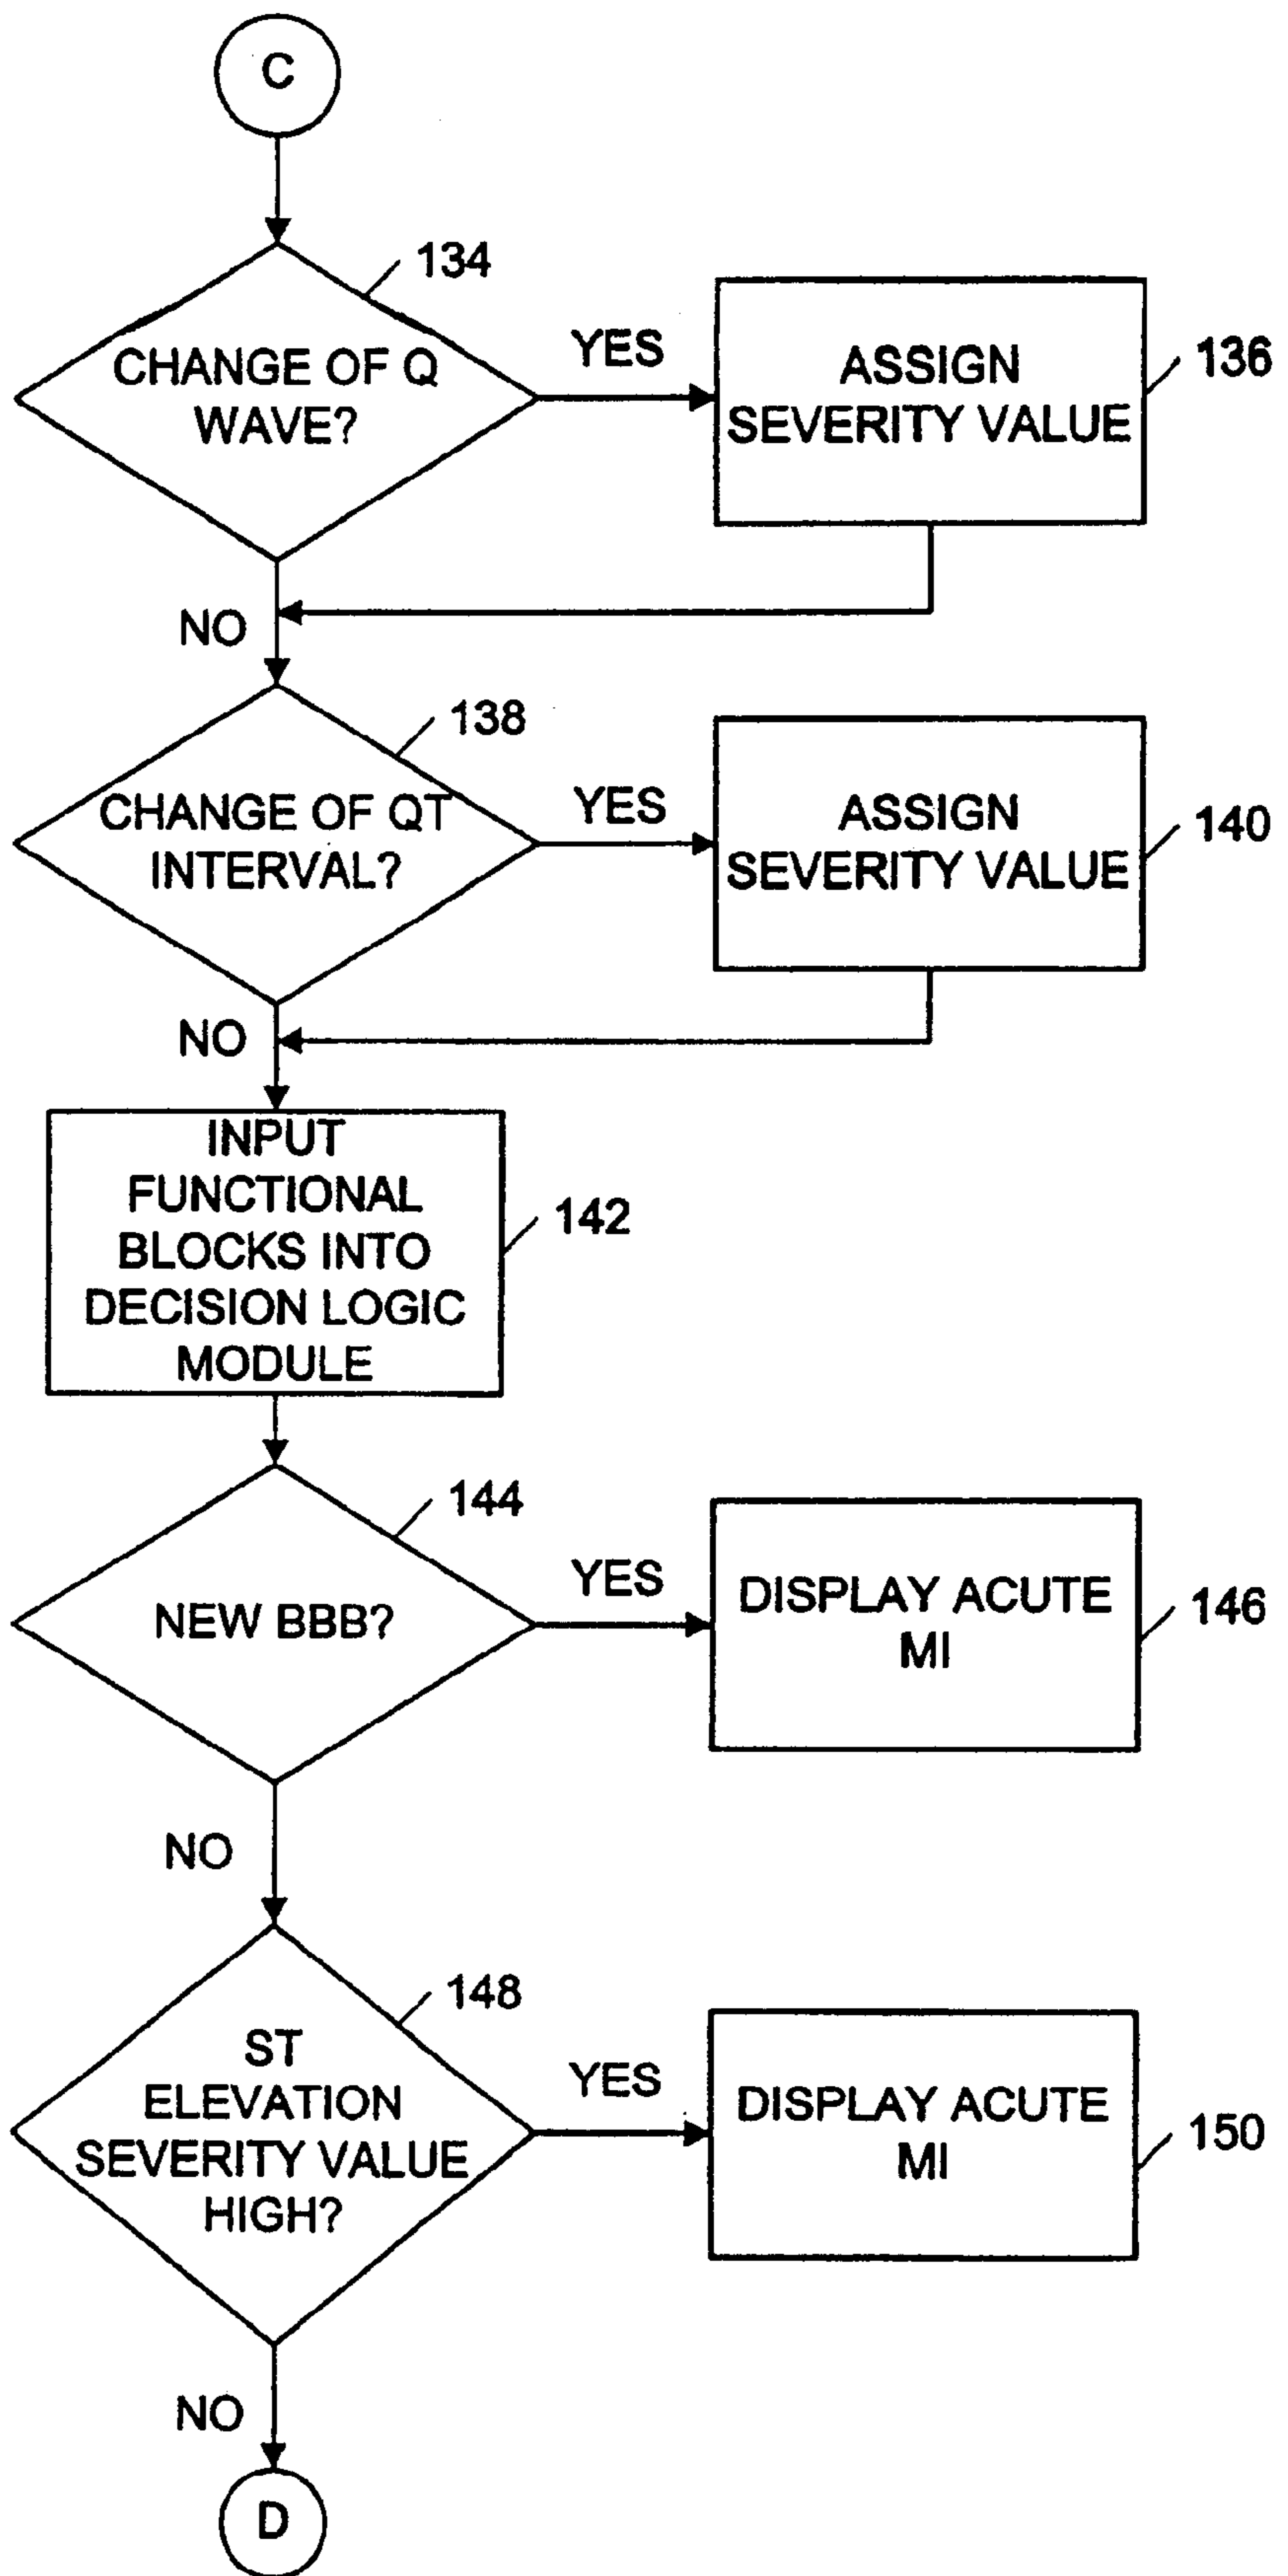 C
134
CHANGE OF Q
WAVE?
YES
ASSIGN
SEVERITY VALUE
136
NO
138
CHANGE OF QT
INTERVAL?
YES
ASSIGN
SEVERITY VALUE
140
NO
INPUT
FUNCTIONAL
BLOCKS INTO
DECISION LOGIC
MODULE
142
144
NEW BBB?
YES
DISPLAY ACUTE
MI
146
NO
148
ST
ELEVATION
SEVERITY VALUE
HIGH?
YES
DISPLAY ACUTE
MI
150
NO
D